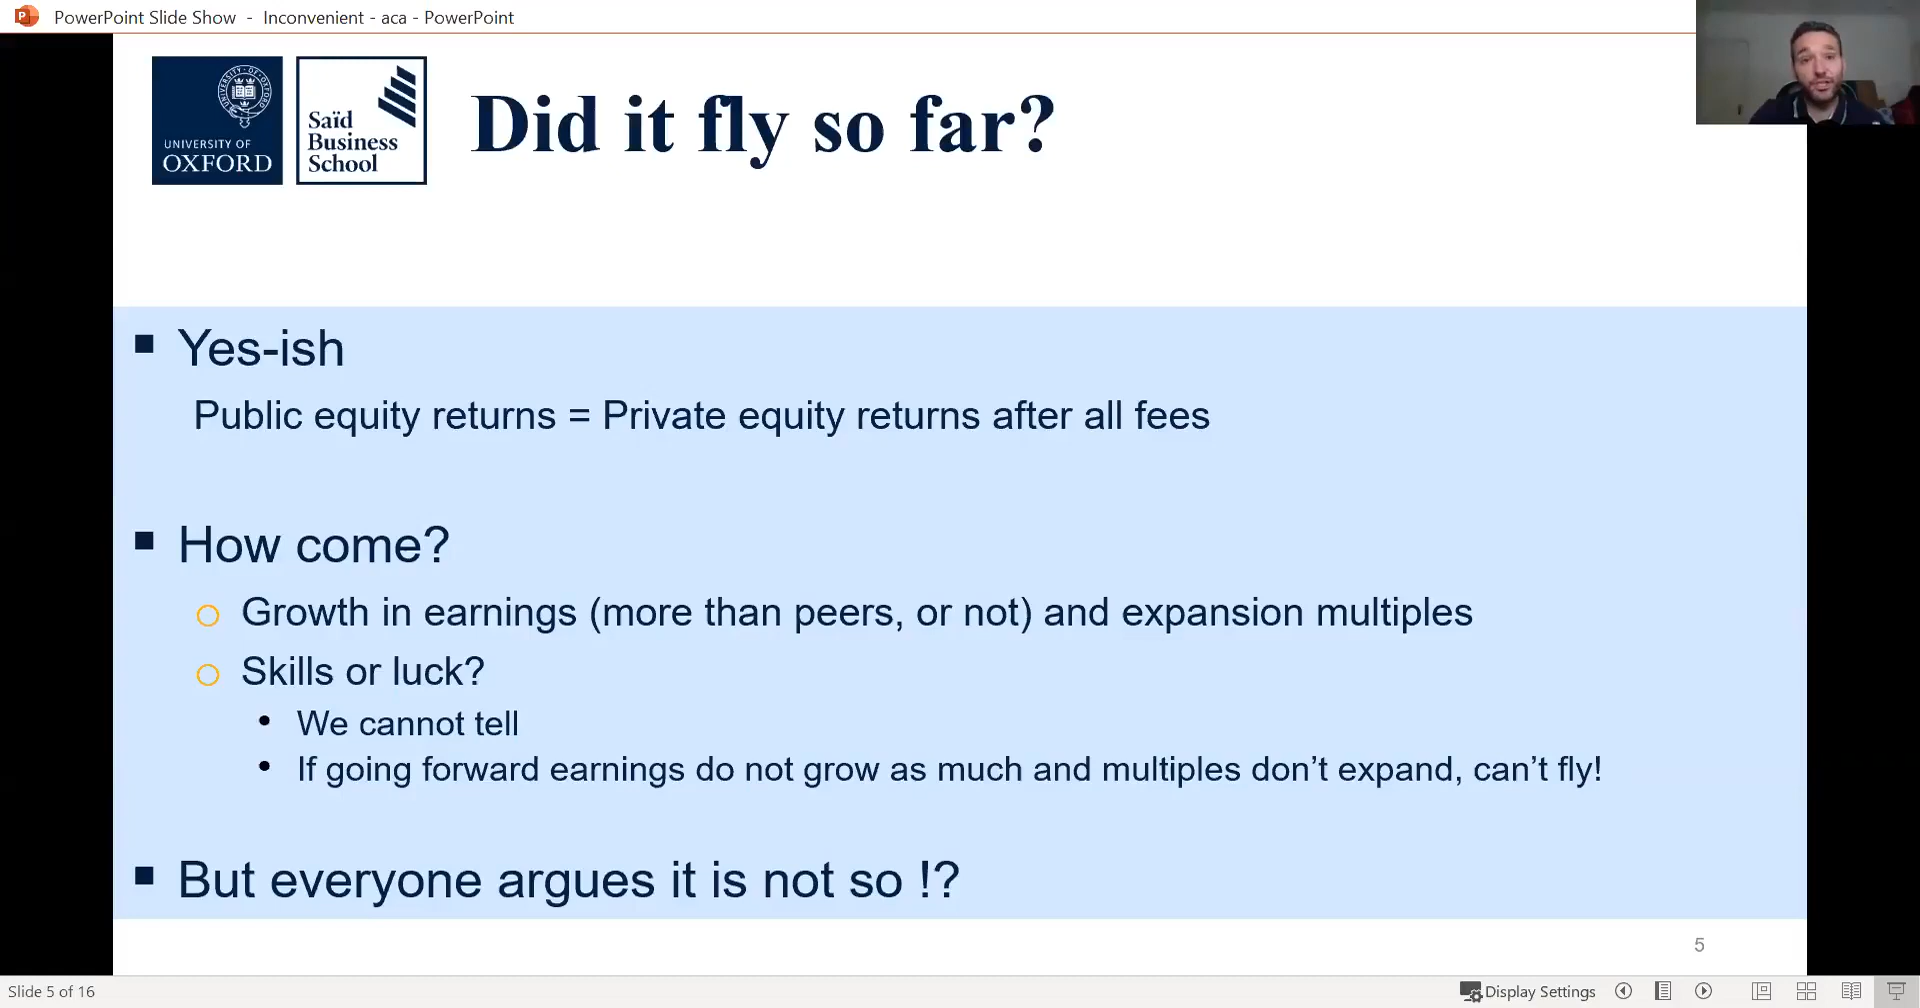 PowerPoint Slide Show - Inconvenient - aca - PowerPoint
UNIVERSITY OF
OXFORD
Saïd
Business
School
Did it fly so far?
Yes-ish
Public equity returns = Private equity returns after all fees
How come?
Growth in earnings (more than peers, or not) and expansion multiples
Skills or luck?
We cannot tell
If going forward earnings do not grow as much and multiples don’t expand, can’t fly!
But everyone argues it is not so !?
5
Slide 5 of 16
Display Settings